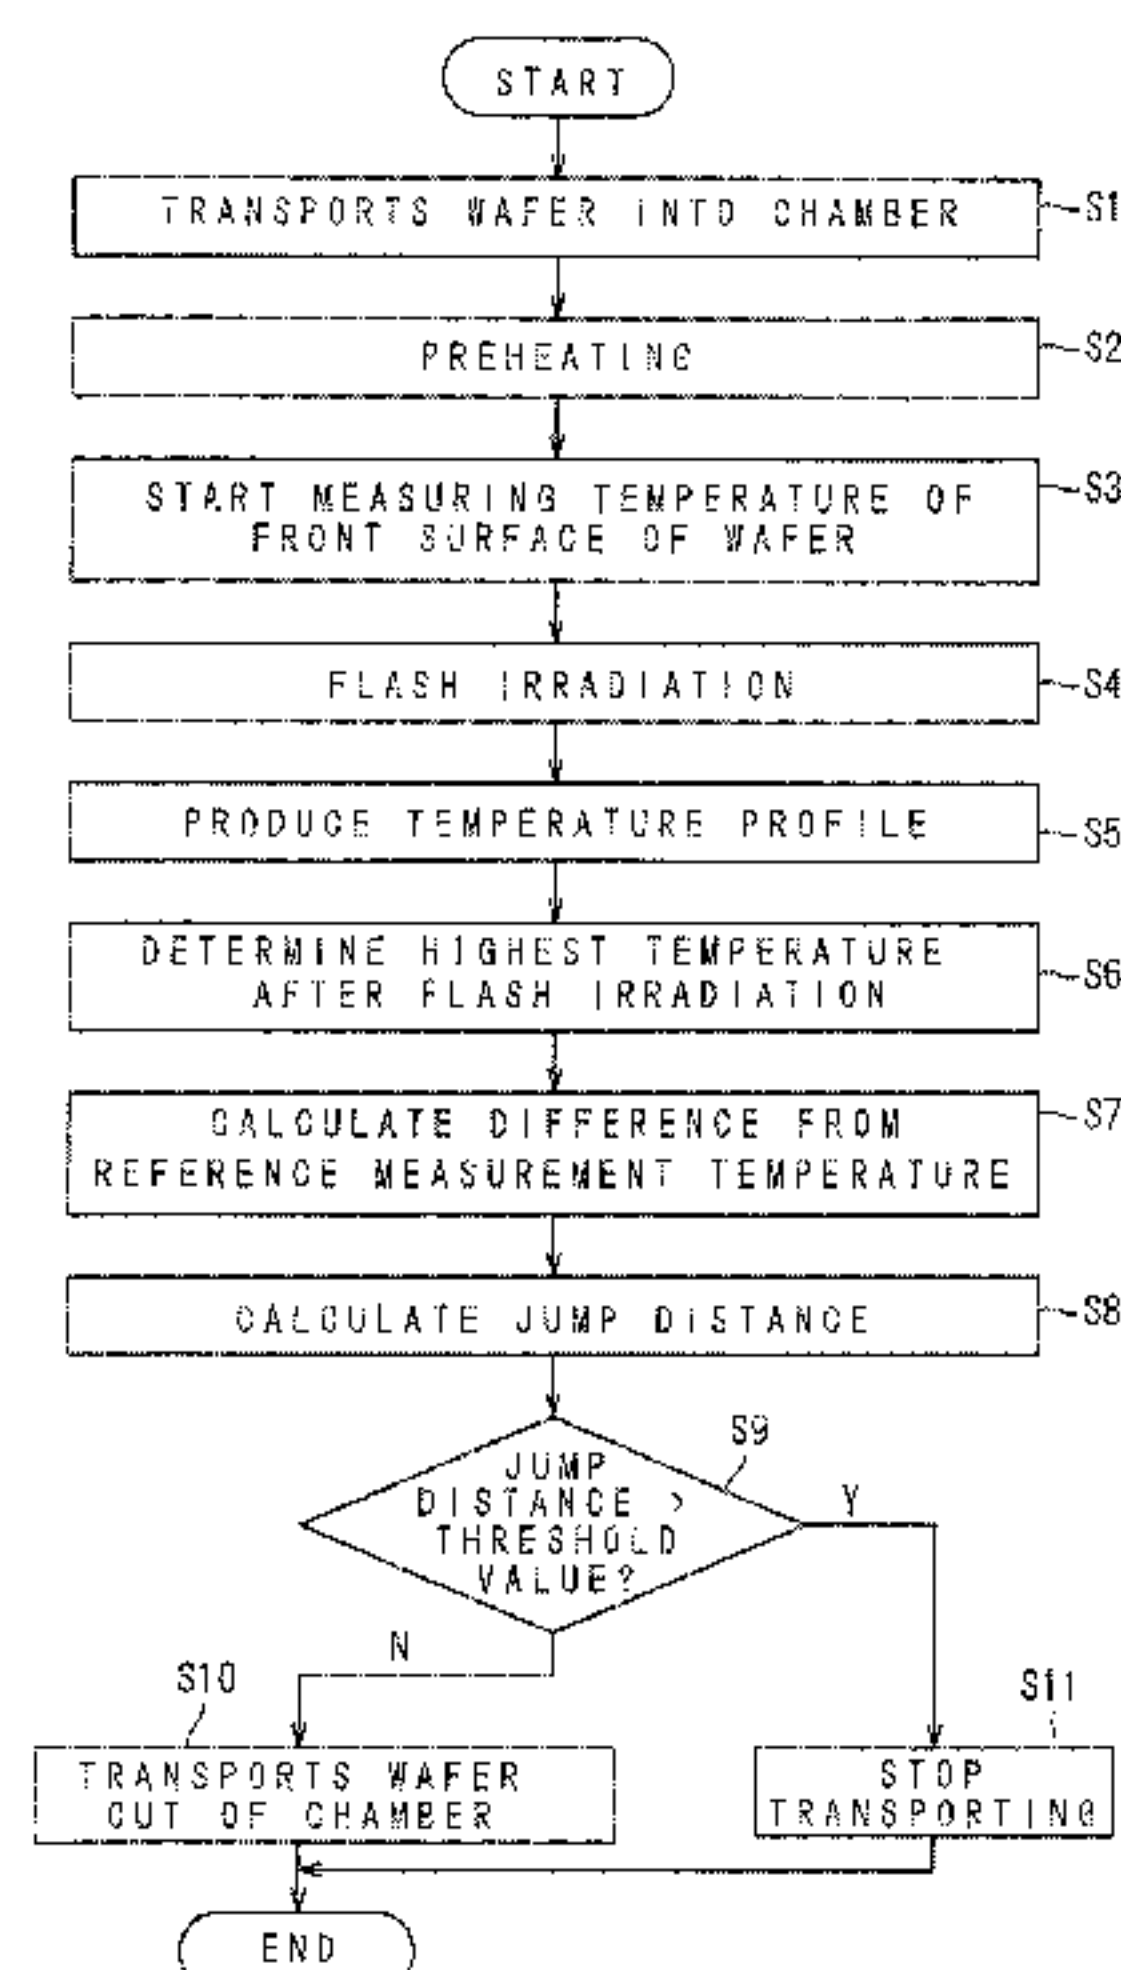 START
TRANSPORTS WAFER INTO CHAMBER
S1
PREHEATING
S2
START MEASURING TEMPERATURE OF
FRONT SURFACE OF WAFER
S3
FLASH IRRADIATION
S4
PRODUCE TEMPERATURE PROFILE
S5
DETERMINE HIGHEST TEMPERATURE
AFTER FLASH IRRADIATION
S6
CALCULATE DIFFERENCE FROM
REFERENCE MEASUREMENT TEMPERATURE
S7
CALCULATE JUMP DISTANCE
S8
S9
JUMP
DISTANCE >
THRESHOLD
VALUE?
Y
N
S10
S11
TRANSPORTS WAFER
OUT OF CHAMBER
STOP
TRANSPORTING
END